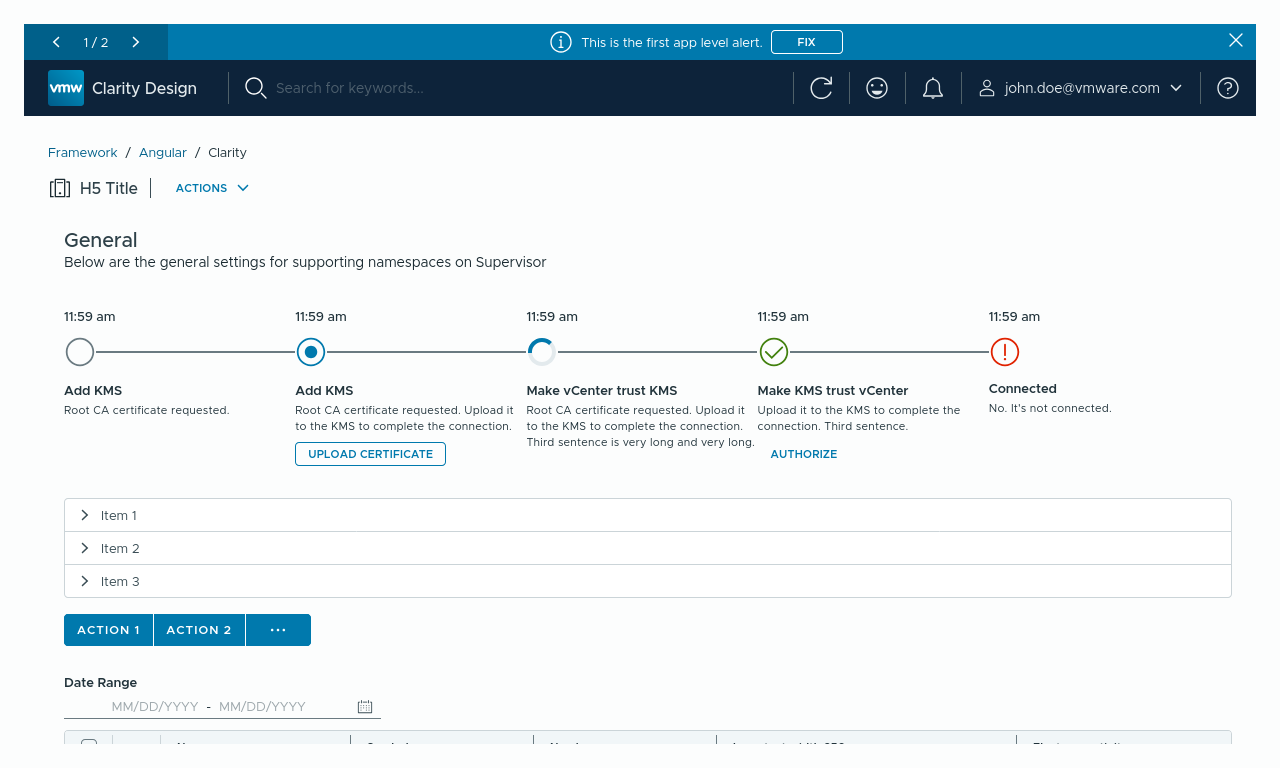 1 / 2
This is the first app level alert.
FIX
vmw
Clarity Design
Search for keywords...
john.doe@vmware.com
Framework / Angular / Clarity
H5 Title
ACTIONS
General
Below are the general settings for supporting namespaces on Supervisor
11:59 am
Add KMS
Root CA certificate requested.
11:59 am
Add KMS
Root CA certificate requested. Upload it
to the KMS to complete the connection.
UPLOAD CERTIFICATE
11:59 am
Make vCenter trust KMS
Root CA certificate requested. Upload it
to the KMS to complete the connection.
Third sentence is very long and very long.
11:59 am
Make KMS trust vCenter
Upload it to the KMS to complete the
connection. Third sentence.
AUTHORIZE
11:59 am
Connected
No. It's not connected.
Item 1
Item 2
Item 3
ACTION 1
ACTION 2
Date Range
MM/DD/YYYY - MM/DD/YYYY